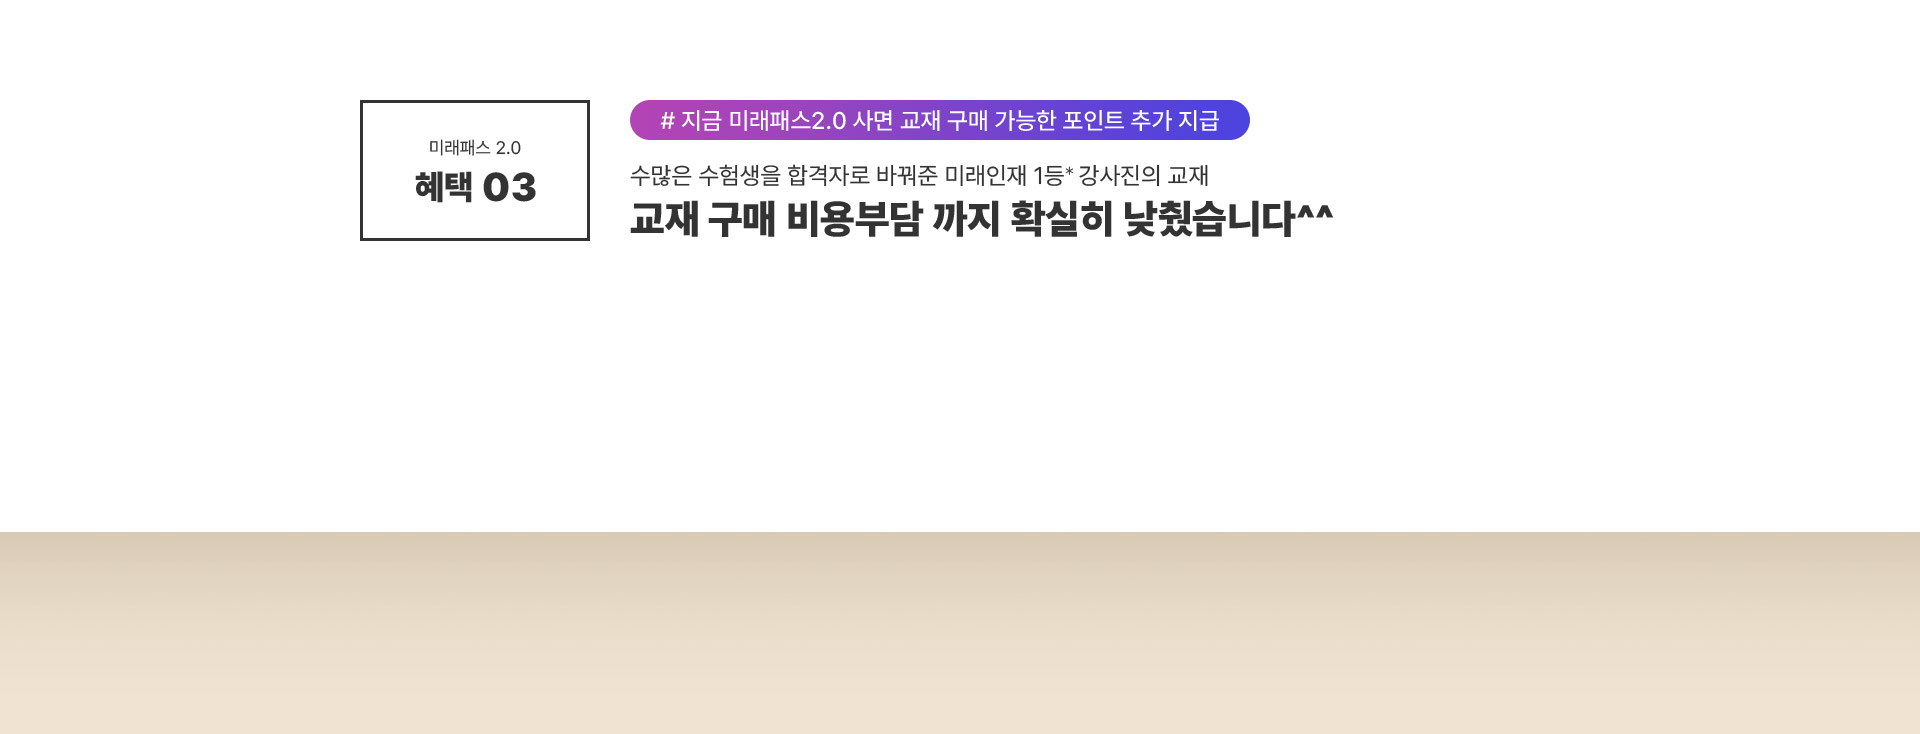 미래패스 2.0
혜택 03
# 지금 미래패스2.0 사면 교재 구매 가능한 포인트 추가 지급
수많은 수험생을 합격자로 바꿔준 미래인재 1등* 강사진의 교재
교재 구매 비용부담 까지 확실히 낮췄습니다^^